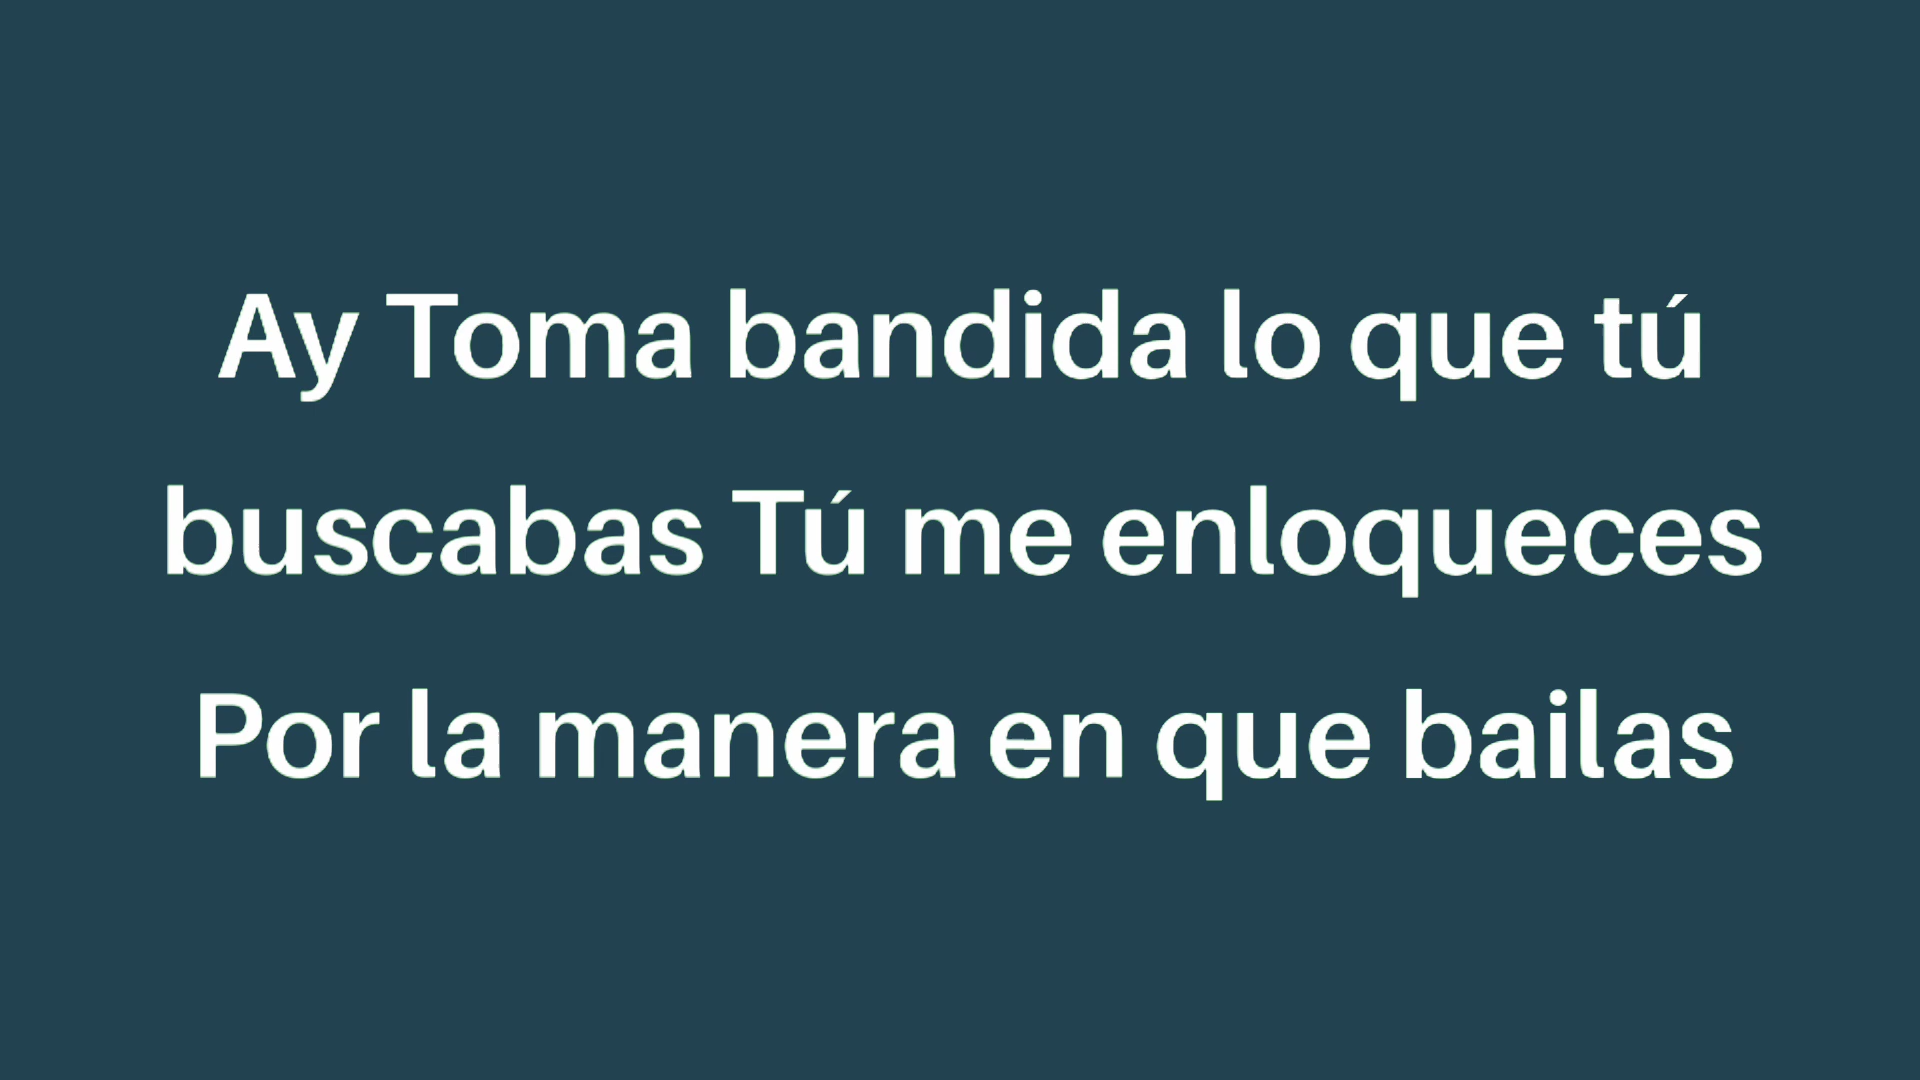 Ay Toma bandida lo que tú
buscabas Tú me enloqueces
Por la manera en que bailas